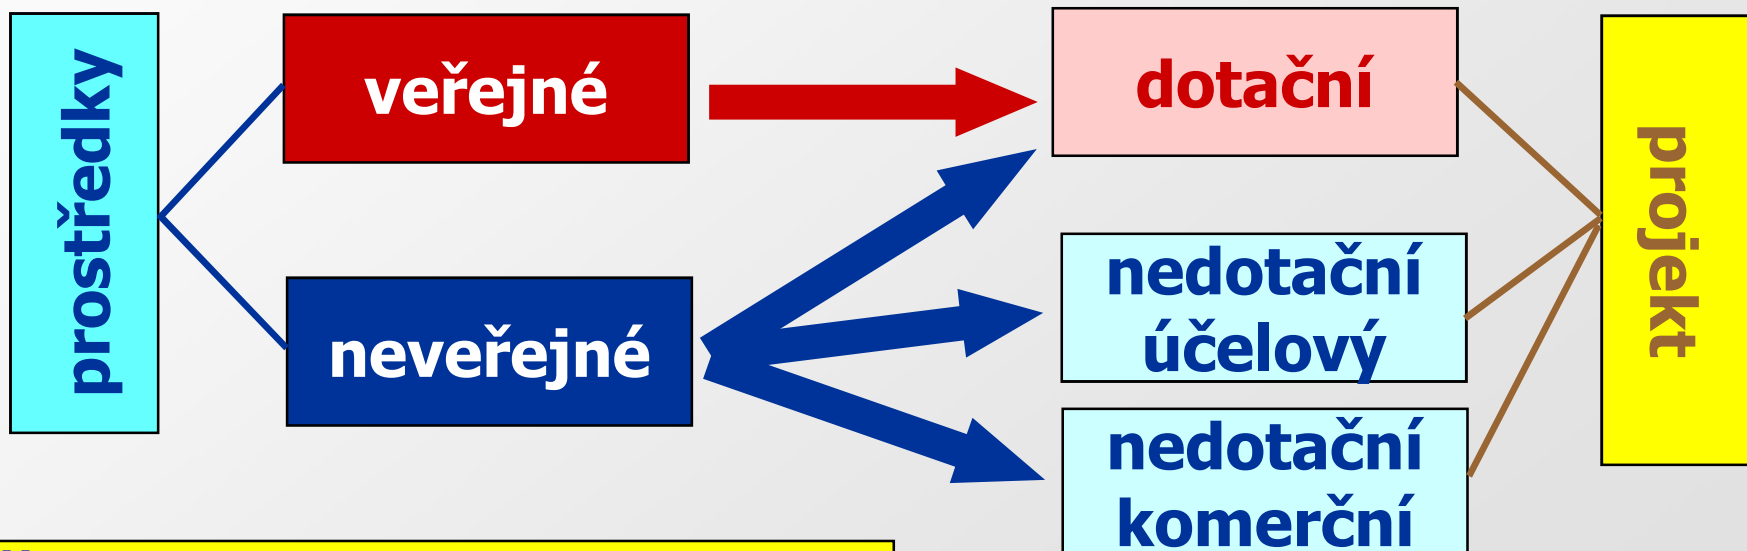 prostředky
veřejné
neveřejné
dotační
nedotační
účelový
nedotační
komerční
projekt